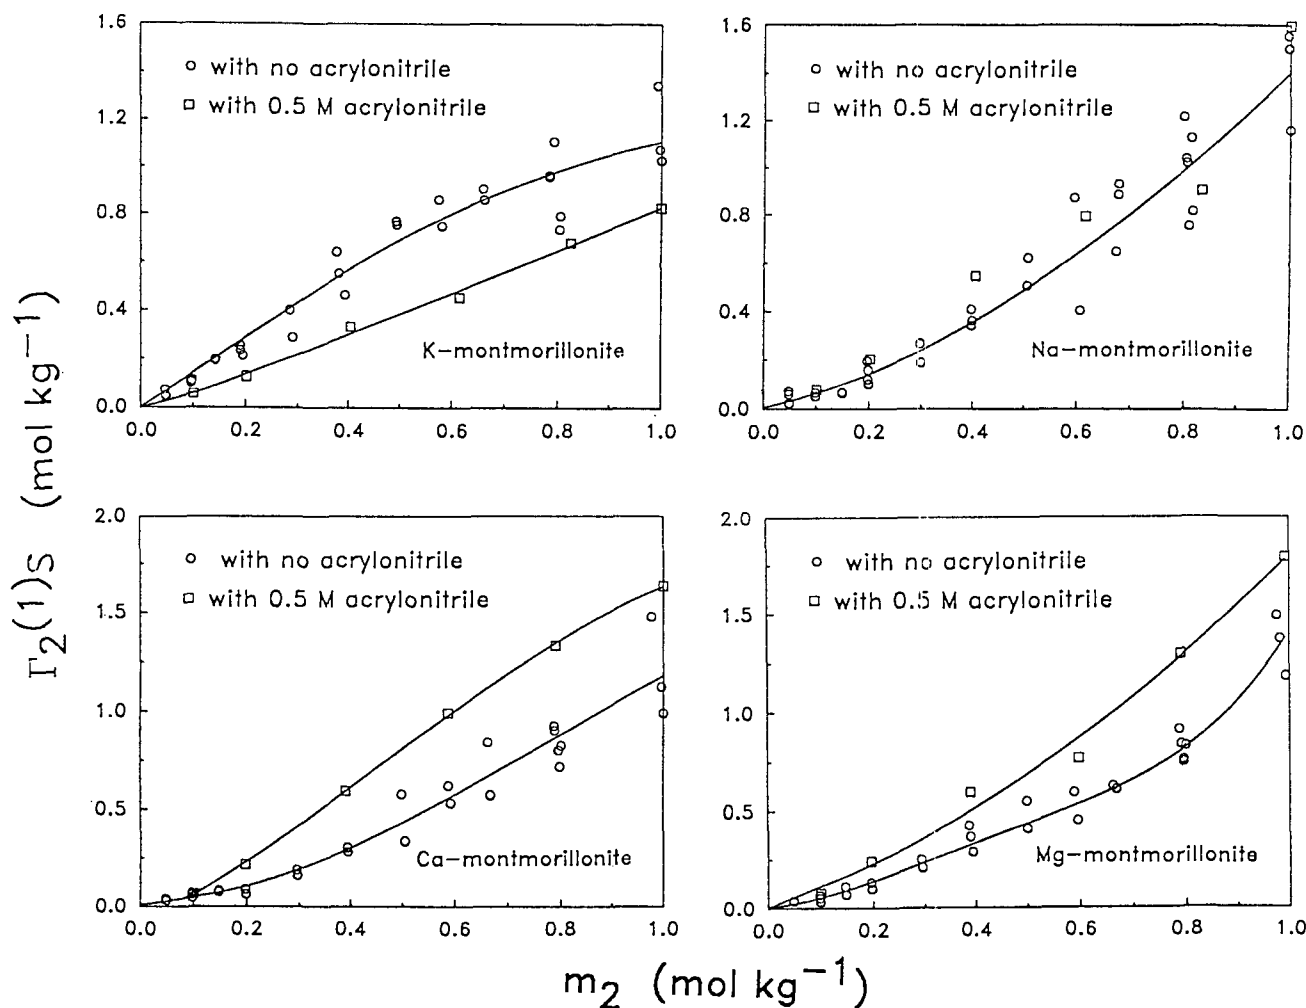 Γ2(1)S (mol kg−1)
1.6
1.2
0.8
0.4
0.0
0.0 0.2 0.4 0.6 0.8 1.0
with no acrylonitrile
with 0.5 M acrylonitrile
K−montmorillonite
1.6
1.2
0.8
0.4
0.0
0.0 0.2 0.4 0.6 0.8 1.0
with no acrylonitrile
with 0.5 M acrylonitrile
Na−montmorillonite
2.0
1.5
1.0
0.5
0.0
0.0 0.2 0.4 0.6 0.8 1.0
with no acrylonitrile
with 0.5 M acrylonitrile
Ca−montmorillonite
2.0
1.5
1.0
0.5
0.0
0.0 0.2 0.4 0.6 0.8 1.0
with no acrylonitrile
with 0.5 M acrylonitrile
Mg−montmorillonite
m2 (mol kg−1)